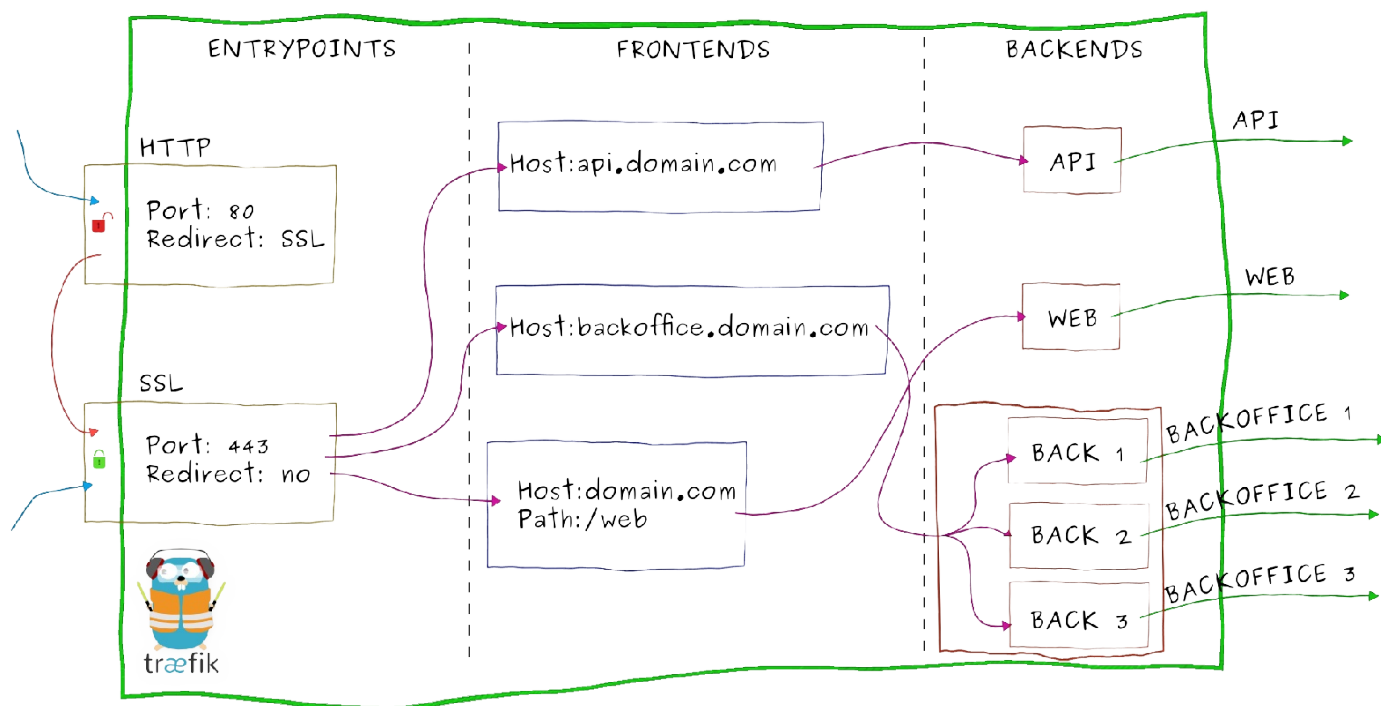 ENTRYPOINTS
FRONTENDS
BACKENDS
HTTP
Port: 80
Redirect: SSL
SSL
Port: 443
Redirect: no
Host:api.domain.com
Host:backoffice.domain.com
Host:domain.com
Path:/web
API
WEB
BACK 1
BACK 2
BACK 3
API
WEB
BACKOFFICE 1
BACKOFFICE 2
BACKOFFICE 3
træfik